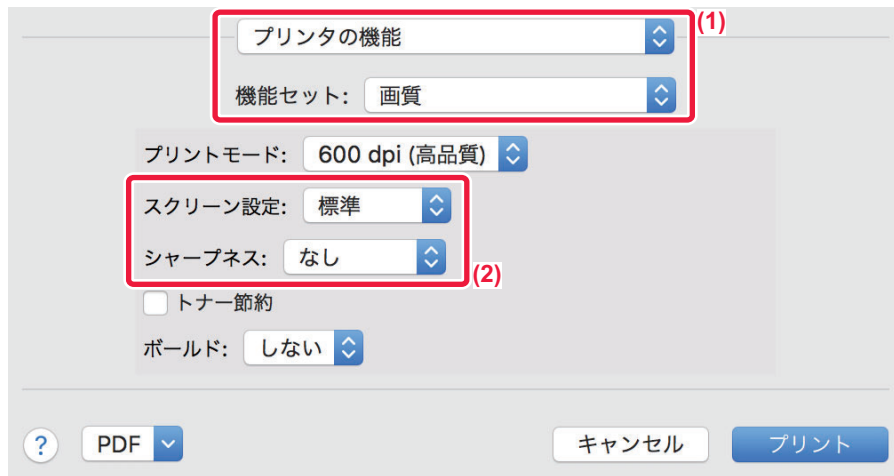 プリンタの機能 (1)
機能セット: 画質
プリントモード: 600 dpi (高品質)
スクリーン設定: 標準
シャープネス: なし (2)
トナー節約
ボールド: しない
? PDF キャンセル プリント